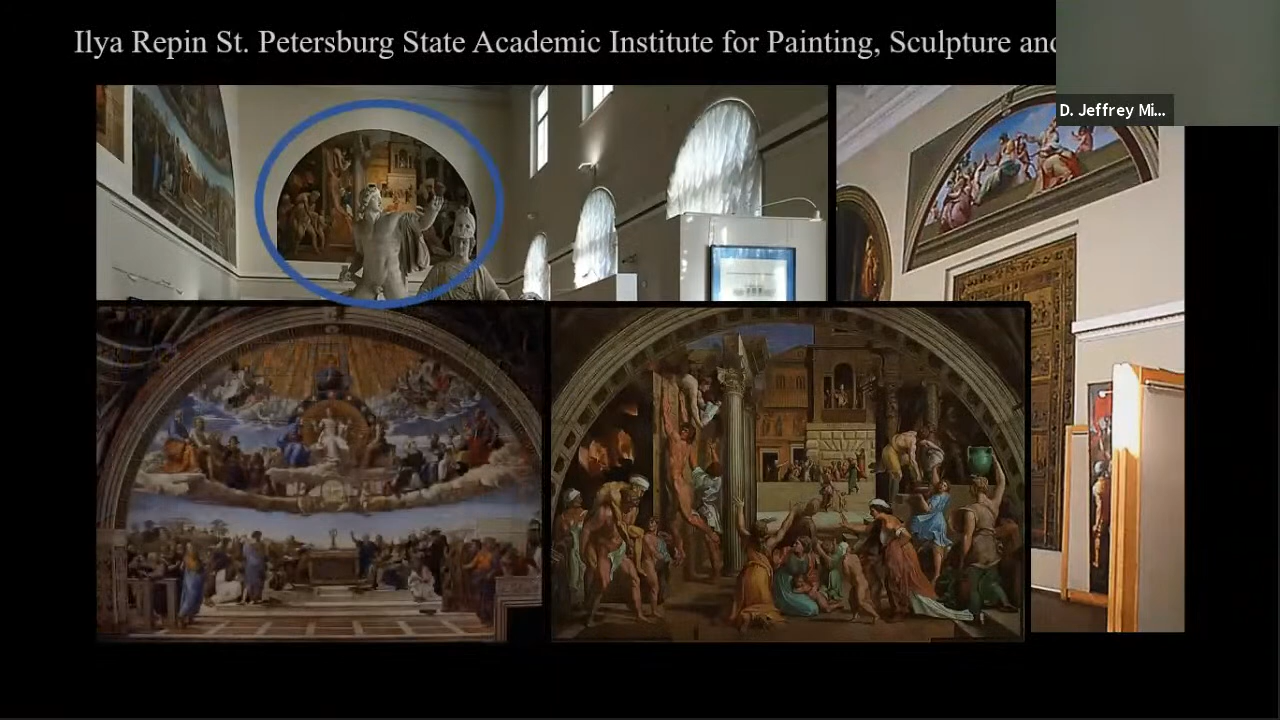 Ilya Repin St. Petersburg State Academic Institute for Painting, Sculpture and
D. Jeffrey Mi...